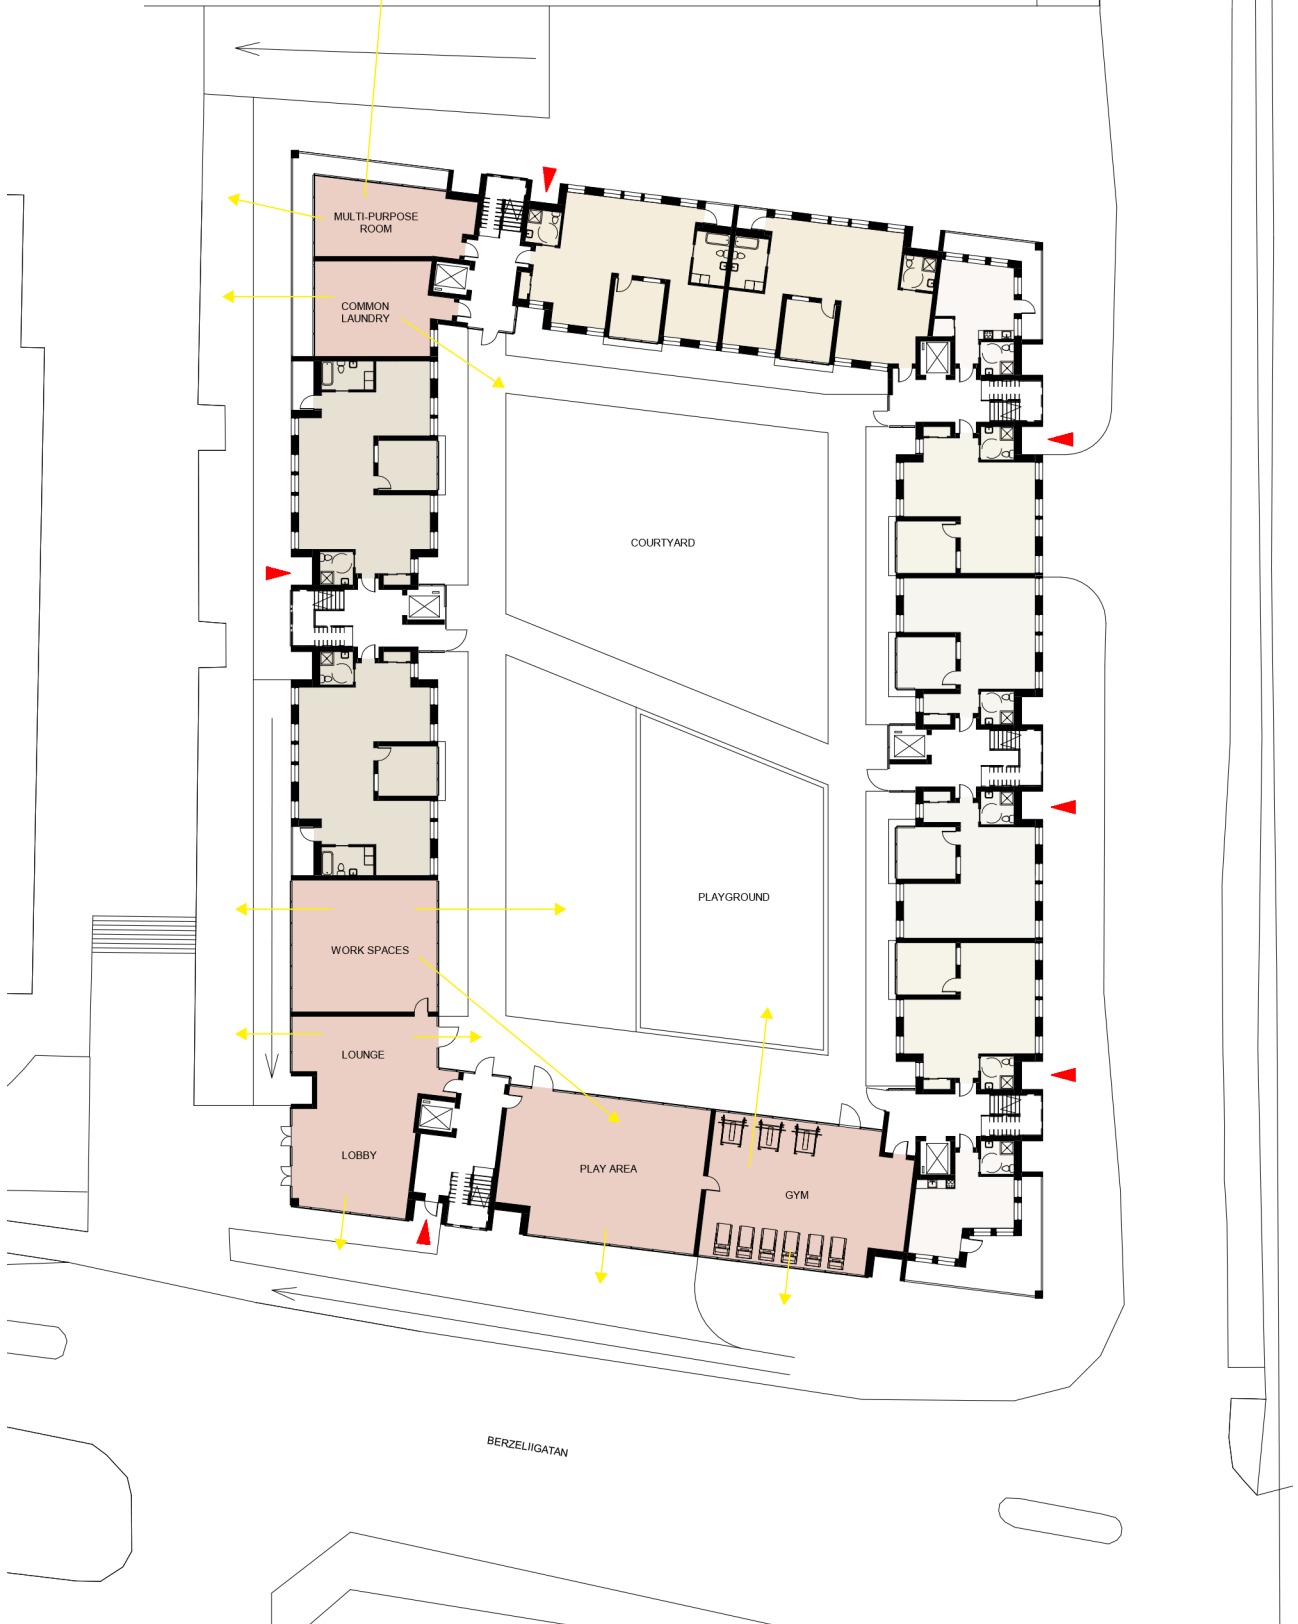 MULTI-PURPOSE
ROOM
COMMON
LAUNDRY
COURTYARD
PLAYGROUND
WORK SPACES
LOUNGE
LOBBY
PLAY AREA
GYM
BERZELIIGATAN